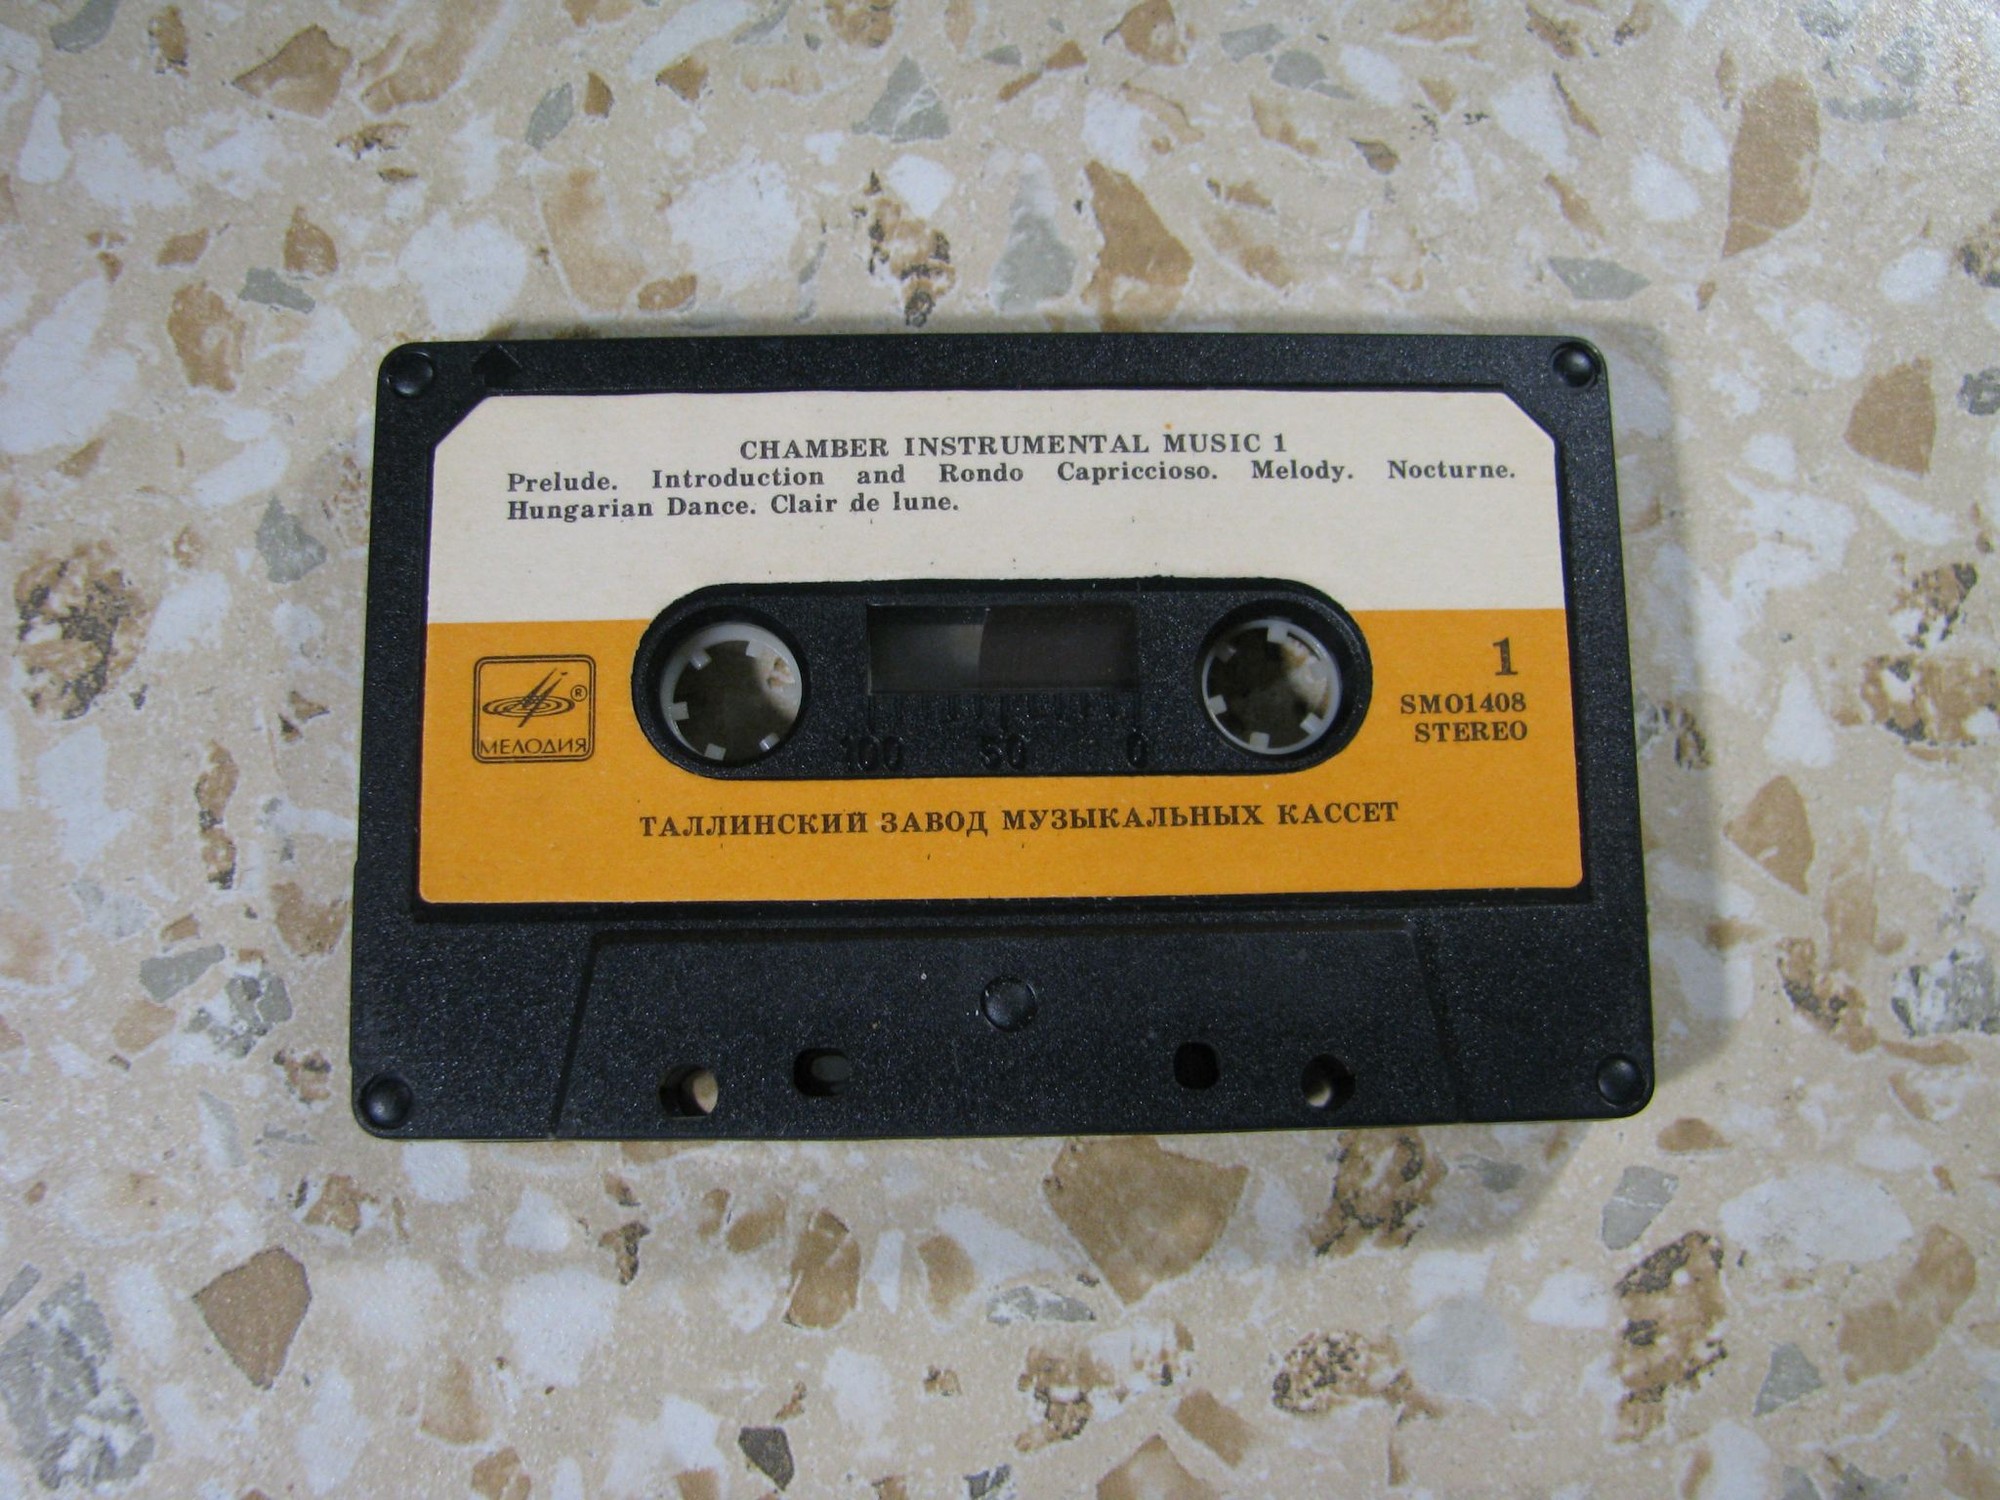 CHAMBER INSTRUMENTAL MUSIC 1
Prelude. Introduction and Rondo Capriccioso. Melody. Nocturne.
Hungarian Dance. Clair de lune.
1
SMO1408
STEREO
®
МЕЛОДИЯ
100 50 0
ТАЛЛИНСКИЙ ЗАВОД МУЗЫКАЛЬНЫХ КАССЕТ